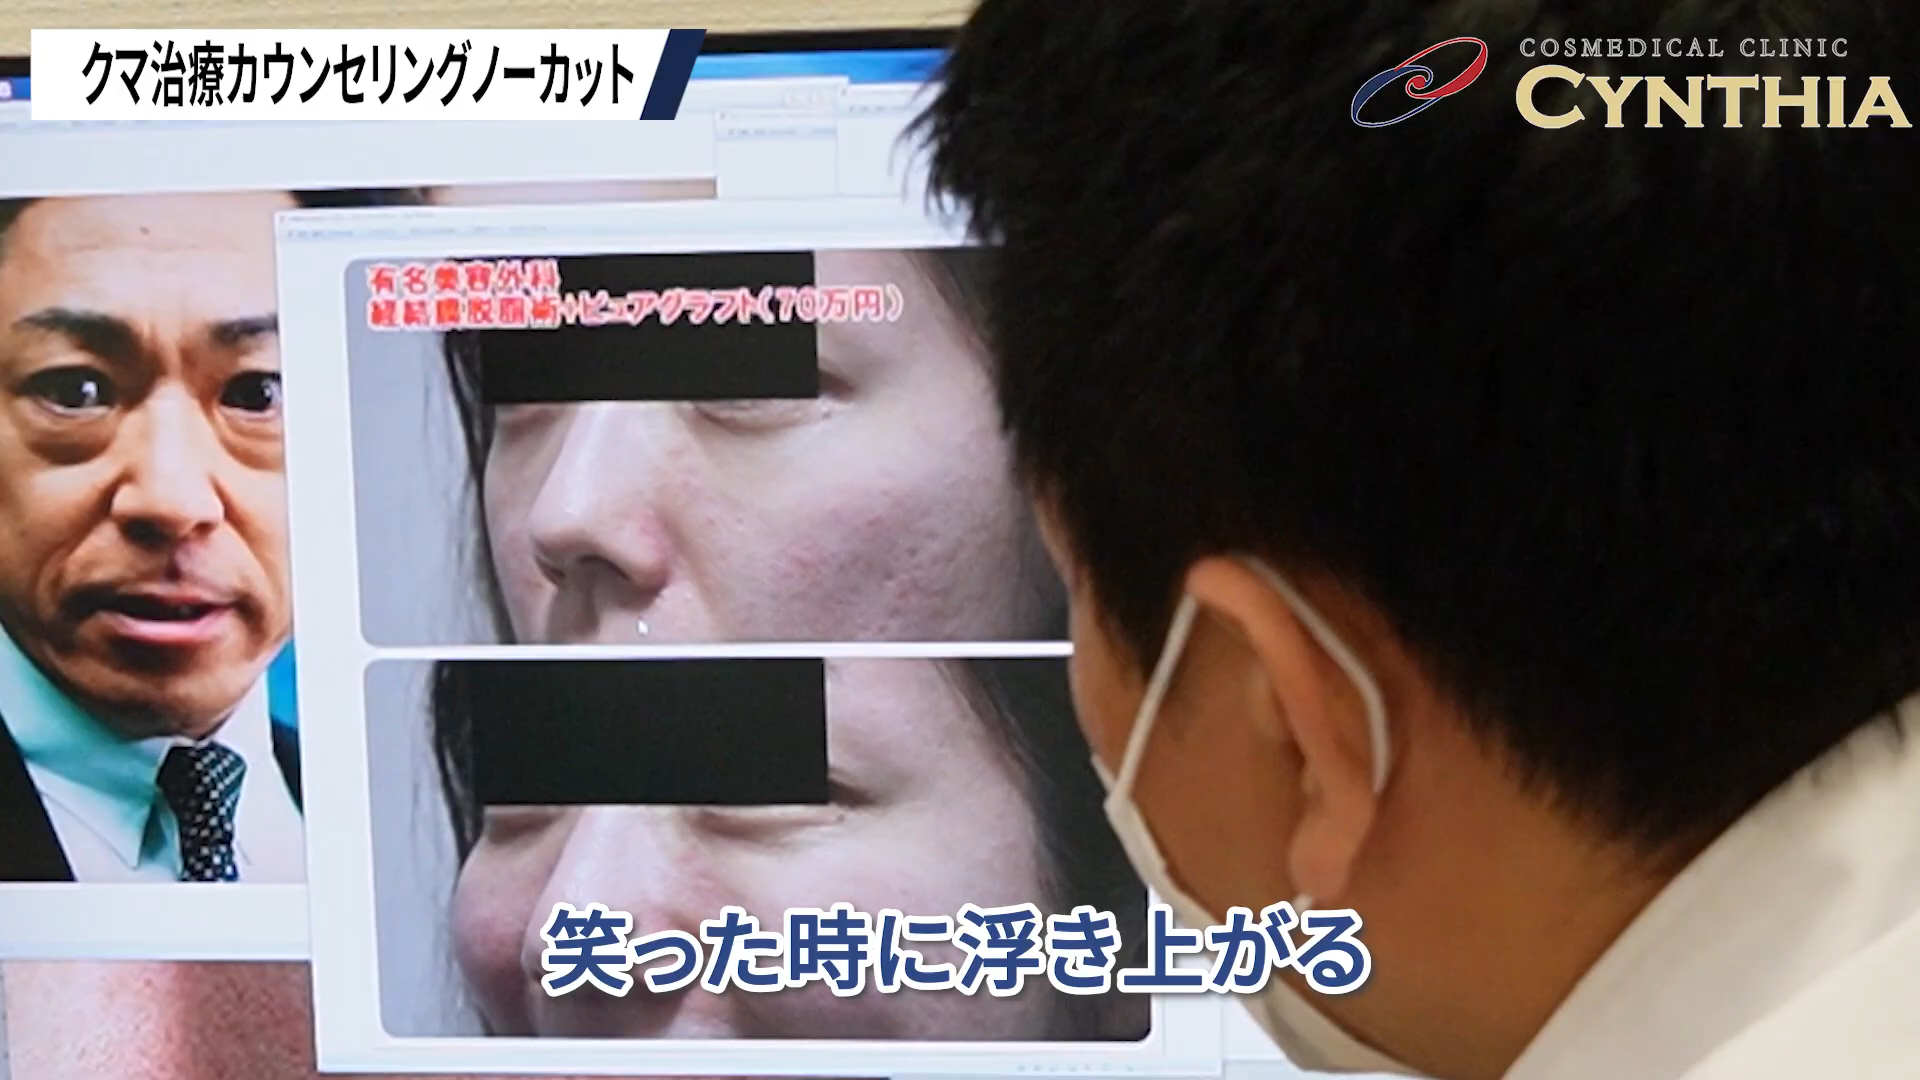 クマ治療カウンセリングノーカット
COSMEDICAL CLINIC
CYNTHIA
有名美容外科
経結膜脱脂術+ピュアグラフト(70万円)
笑った時に浮き上がる